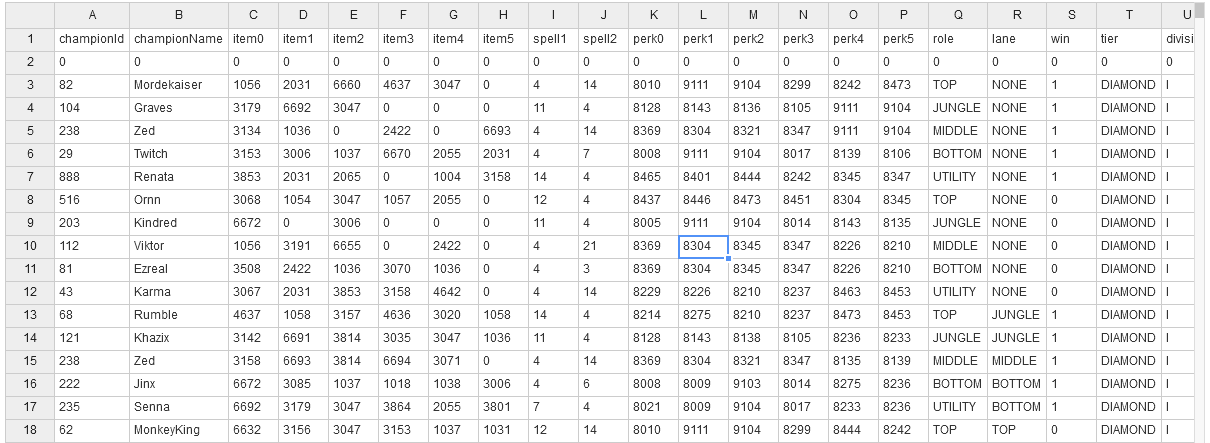 A B C D E F G H I J K L M N O P Q R S T U
1 championId championName item0 item1 item2 item3 item4 item5 spell1 spell2 perk0 perk1 perk2 perk3 perk4 perk5 role lane win tier divisi
2 0 0 0 0 0 0 0 0 0 0 0 0 0 0 0 0 0 0 0 0 0
3 82 Mordekaiser 1056 2031 6660 4637 3047 0 4 14 8010 9111 9104 8299 8242 8473 TOP NONE 1 DIAMOND I
4 104 Graves 3179 6692 3047 0 0 0 11 4 8128 8143 8136 8105 9111 9104 JUNGLE NONE 1 DIAMOND I
5 238 Zed 3134 1036 0 2422 0 6693 4 14 8369 8304 8321 8347 9111 9104 MIDDLE NONE 1 DIAMOND I
6 29 Twitch 3153 3006 1037 6670 2055 2031 4 7 8008 9111 9104 8017 8139 8106 BOTTOM NONE 1 DIAMOND I
7 888 Renata 3853 2031 2065 0 1004 3158 14 4 8465 8401 8444 8242 8345 8347 UTILITY NONE 1 DIAMOND I
8 516 Ornn 3068 1054 3047 1057 2055 0 12 4 8437 8446 8473 8451 8304 8345 TOP NONE 0 DIAMOND I
9 203 Kindred 6672 0 3006 0 0 0 11 4 8005 9111 9104 8014 8143 8135 JUNGLE NONE 0 DIAMOND I
10 112 Viktor 1056 3191 6655 0 2422 0 4 21 8369 8304 8345 8347 8226 8210 MIDDLE NONE 0 DIAMOND I
11 81 Ezreal 3508 2422 1036 3070 1036 0 4 3 8369 8304 8345 8347 8226 8210 BOTTOM NONE 0 DIAMOND I
12 43 Karma 3067 2031 3853 3158 4642 0 4 14 8229 8226 8210 8237 8463 8453 UTILITY NONE 0 DIAMOND I
13 68 Rumble 4637 1058 3157 4636 3020 1058 14 4 8214 8275 8210 8237 8473 8453 TOP JUNGLE 1 DIAMOND I
14 121 Khazix 3142 6691 3814 3035 3047 1036 11 4 8128 8143 8138 8105 8236 8233 JUNGLE JUNGLE 1 DIAMOND I
15 238 Zed 3158 6693 3814 6694 3071 0 4 14 8369 8304 8321 8347 8135 8139 MIDDLE MIDDLE 1 DIAMOND I
16 222 Jinx 6672 3085 1037 1018 1038 3006 4 6 8008 8009 9103 8014 8275 8236 BOTTOM BOTTOM 1 DIAMOND I
17 235 Senna 6692 3179 3047 3864 2055 3801 7 4 8021 8009 9104 8017 8233 8236 UTILITY BOTTOM 1 DIAMOND I
18 62 MonkeyKing 6632 3156 3047 3153 1037 1031 12 14 8010 9111 9104 8299 8444 8242 TOP TOP 0 DIAMOND I